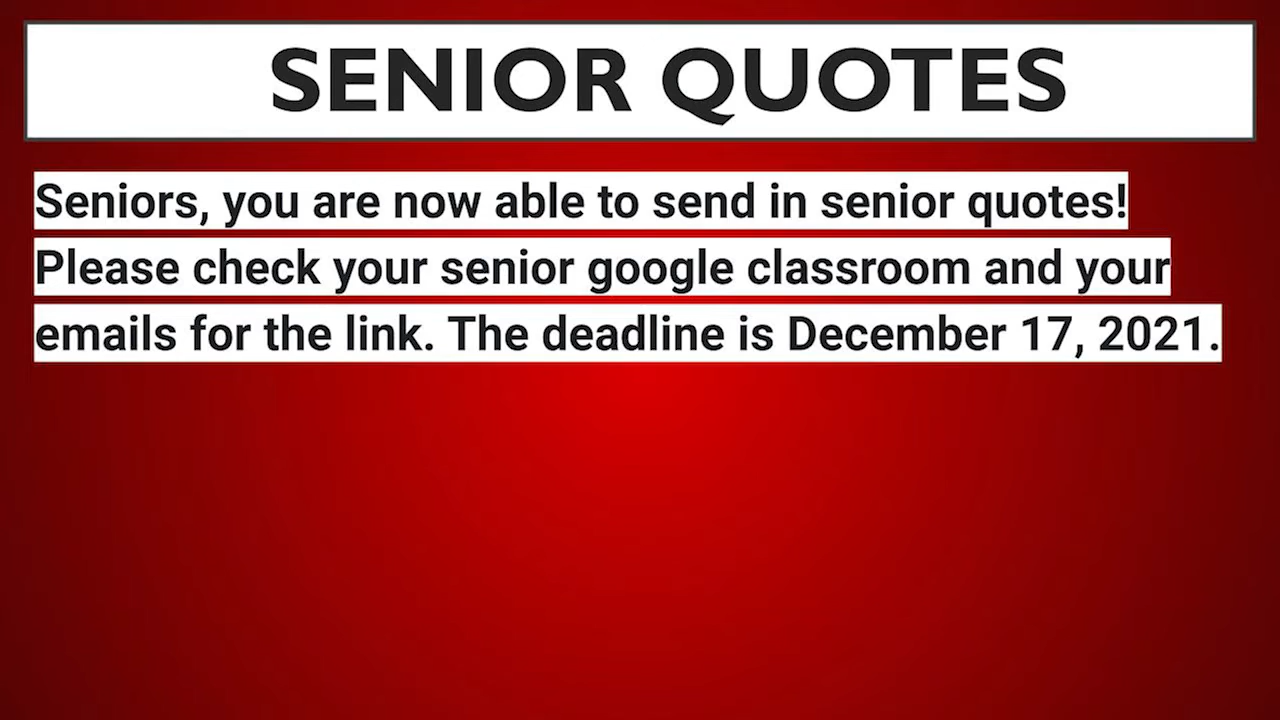 SENIOR QUOTES
Seniors, you are now able to send in senior quotes!
Please check your senior google classroom and your
emails for the link. The deadline is December 17, 2021.